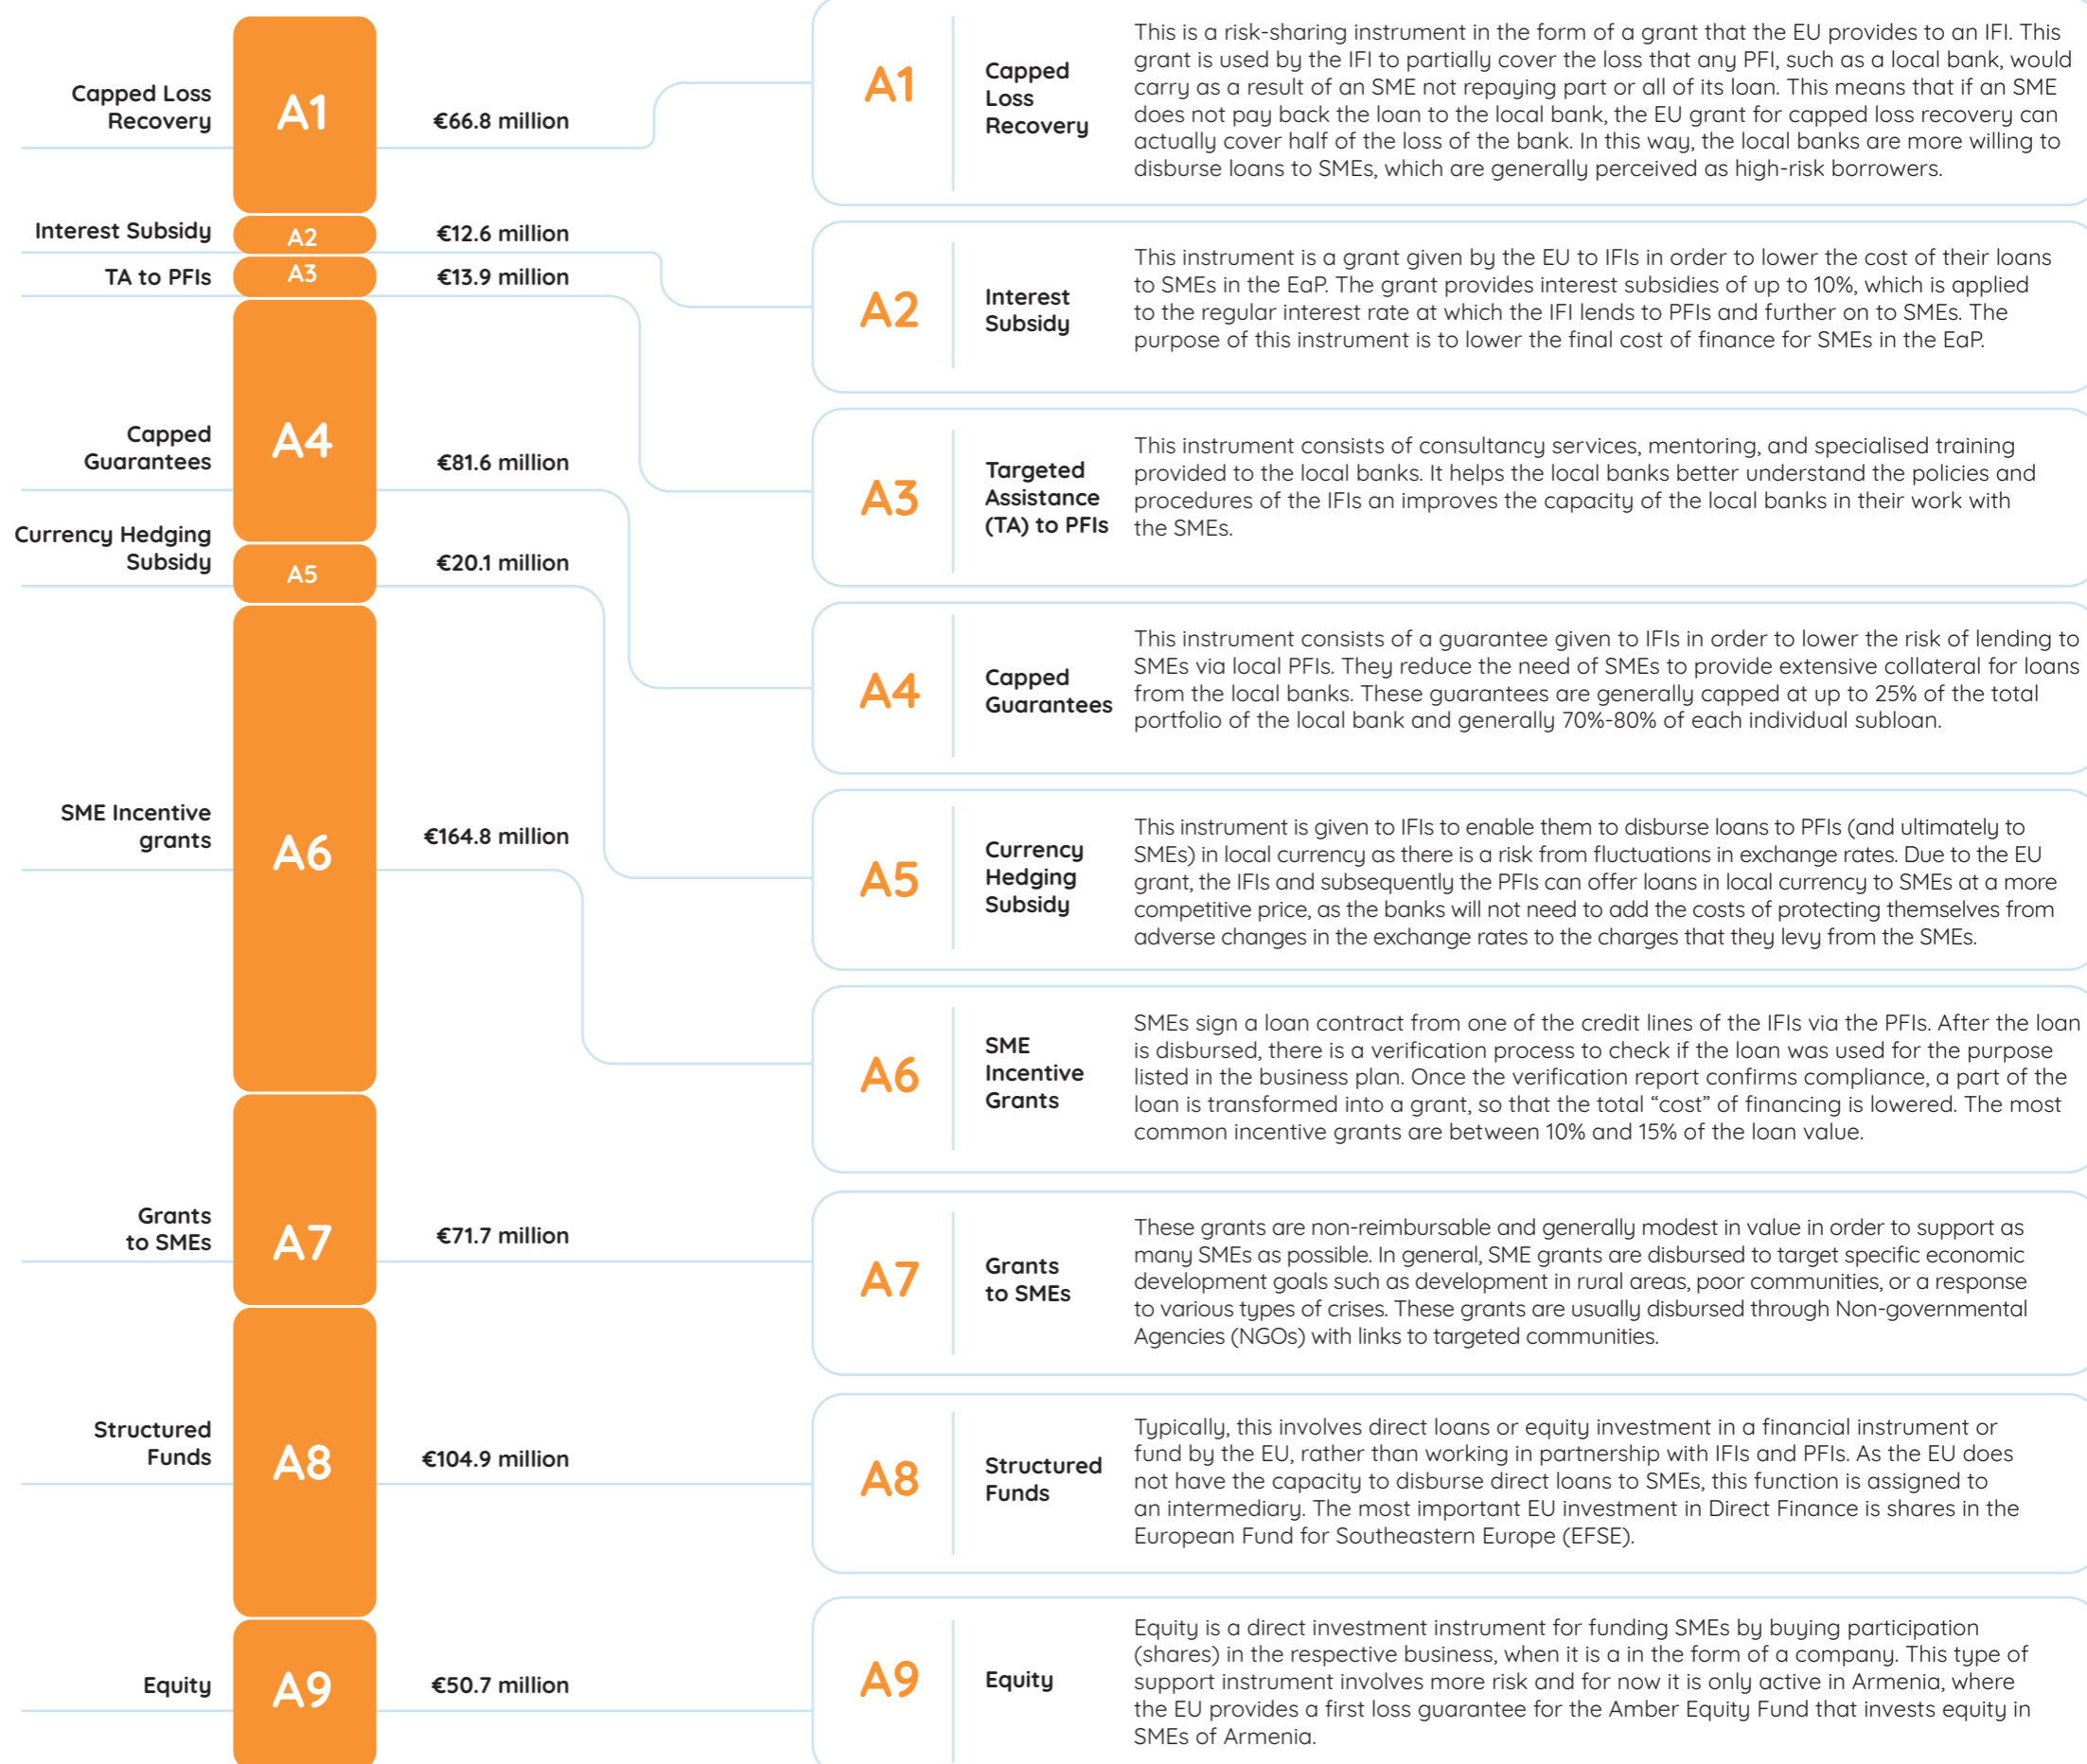 Capped Loss
Recovery
A1
€66.8 million
Interest Subsidy
A2
€12.6 million
TA to PFIs
A3
€13.9 million
Capped
Guarantees
A4
€81.6 million
Currency Hedging
Subsidy
A5
€20.1 million
SME Incentive
grants
A6
€164.8 million
Grants
to SMEs
A7
€71.7 million
Structured
Funds
A8
€104.9 million
Equity
A9
€50.7 million
A1
Capped
Loss
Recovery
This is a risk-sharing instrument in the form of a grant that the EU provides to an IFI. This
grant is used by the IFI to partially cover the loss that any PFI, such as a local bank, would
carry as a result of an SME not repaying part or all of its loan. This means that if an SME
does not pay back the loan to the local bank, the EU grant for capped loss recovery can
actually cover half of the loss of the bank. In this way, the local banks are more willing to
disburse loans to SMEs, which are generally perceived as high-risk borrowers.
A2
Interest
Subsidy
This instrument is a grant given by the EU to IFIs in order to lower the cost of their loans
to SMEs in the EaP. The grant provides interest subsidies of up to 10%, which is applied
to the regular interest rate at which the IFI lends to PFIs and further on to SMEs. The
purpose of this instrument is to lower the final cost of finance for SMEs in the EaP.
A3
Targeted
Assistance
(TA) to PFIs
This instrument consists of consultancy services, mentoring, and specialised training
provided to the local banks. It helps the local banks better understand the policies and
procedures of the IFIs an improves the capacity of the local banks in their work with
the SMEs.
A4
Capped
Guarantees
This instrument consists of a guarantee given to IFIs in order to lower the risk of lending to
SMEs via local PFIs. They reduce the need of SMEs to provide extensive collateral for loans
from the local banks. These guarantees are generally capped at up to 25% of the total
portfolio of the local bank and generally 70%-80% of each individual subloan.
A5
Currency
Hedging
Subsidy
This instrument is given to IFIs to enable them to disburse loans to PFIs (and ultimately to
SMEs) in local currency as there is a risk from fluctuations in exchange rates. Due to the EU
grant, the IFIs and subsequently the PFIs can offer loans in local currency to SMEs at a more
competitive price, as the banks will not need to add the costs of protecting themselves from
adverse changes in the exchange rates to the charges that they levy from the SMEs.
A6
SME
Incentive
Grants
SMEs sign a loan contract from one of the credit lines of the IFIs via the PFIs. After the loan
is disbursed, there is a verification process to check if the loan was used for the purpose
listed in the business plan. Once the verification report confirms compliance, a part of the
loan is transformed into a grant, so that the total “cost” of financing is lowered. The most
common incentive grants are between 10% and 15% of the loan value.
A7
Grants
to SMEs
These grants are non-reimbursable and generally modest in value in order to support as
many SMEs as possible. In general, SME grants are disbursed to target specific economic
development goals such as development in rural areas, poor communities, or a response
to various types of crises. These grants are usually disbursed through Non-governmental
Agencies (NGOs) with links to targeted communities.
A8
Structured
Funds
Typically, this involves direct loans or equity investment in a financial instrument or
fund by the EU, rather than working in partnership with IFIs and PFIs. As the EU does
not have the capacity to disburse direct loans to SMEs, this function is assigned to
an intermediary. The most important EU investment in Direct Finance is shares in the
European Fund for Southeastern Europe (EFSE).
A9
Equity
Equity is a direct investment instrument for funding SMEs by buying participation
(shares) in the respective business, when it is a in the form of a company. This type of
support instrument involves more risk and for now it is only active in Armenia, where
the EU provides a first loss guarantee for the Amber Equity Fund that invests equity in
SMEs of Armenia.